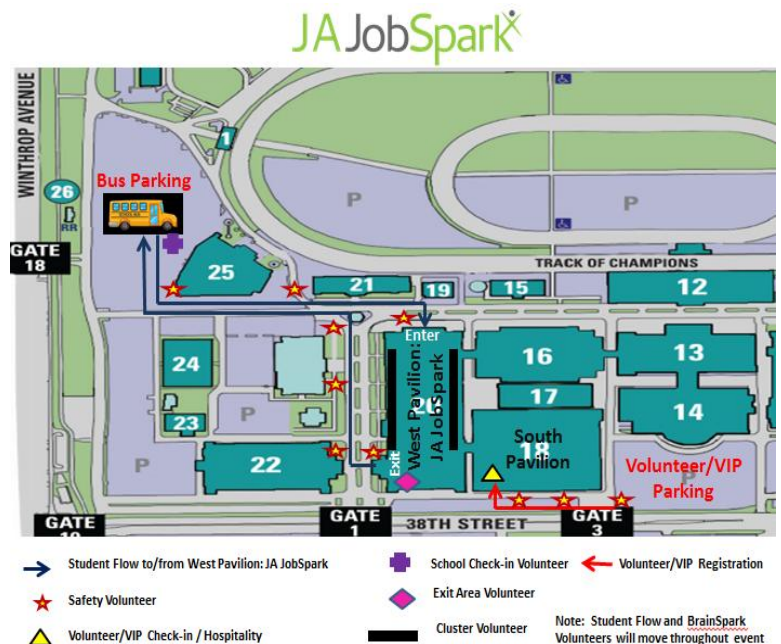 JA JobSpark
WINTHROP AVENUE
1
Bus Parking
P
P
26
RR
GATE
18
25
TRACK OF CHAMPIONS
21
19
15
12
Enter
West Pavilion:
JA JobSpark
20
16
13
24
17
14
P
23
South
Pavilion
18
P
22
Exit
Volunteer/VIP
Parking
P
GATE
GATE
1
38TH STREET
GATE
3
Student Flow to/from West Pavilion: JA JobSpark
School Check-in Volunteer
Volunteer/VIP Registration
Safety Volunteer
Exit Area Volunteer
Volunteer/VIP Check-in / Hospitality
Cluster Volunteer
Note: Student Flow and BrainSpark
Volunteers will move throughout event